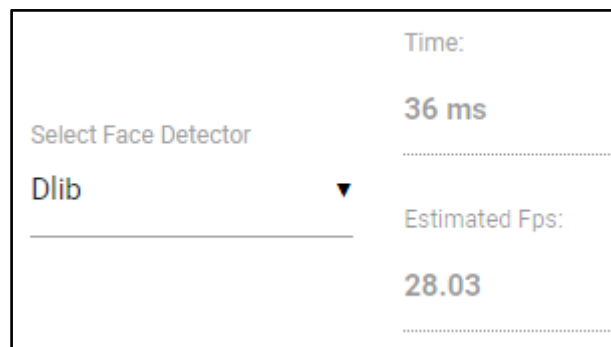 Time:
36 ms
Select Face Detector
Dlib
Estimated Fps:
28.03